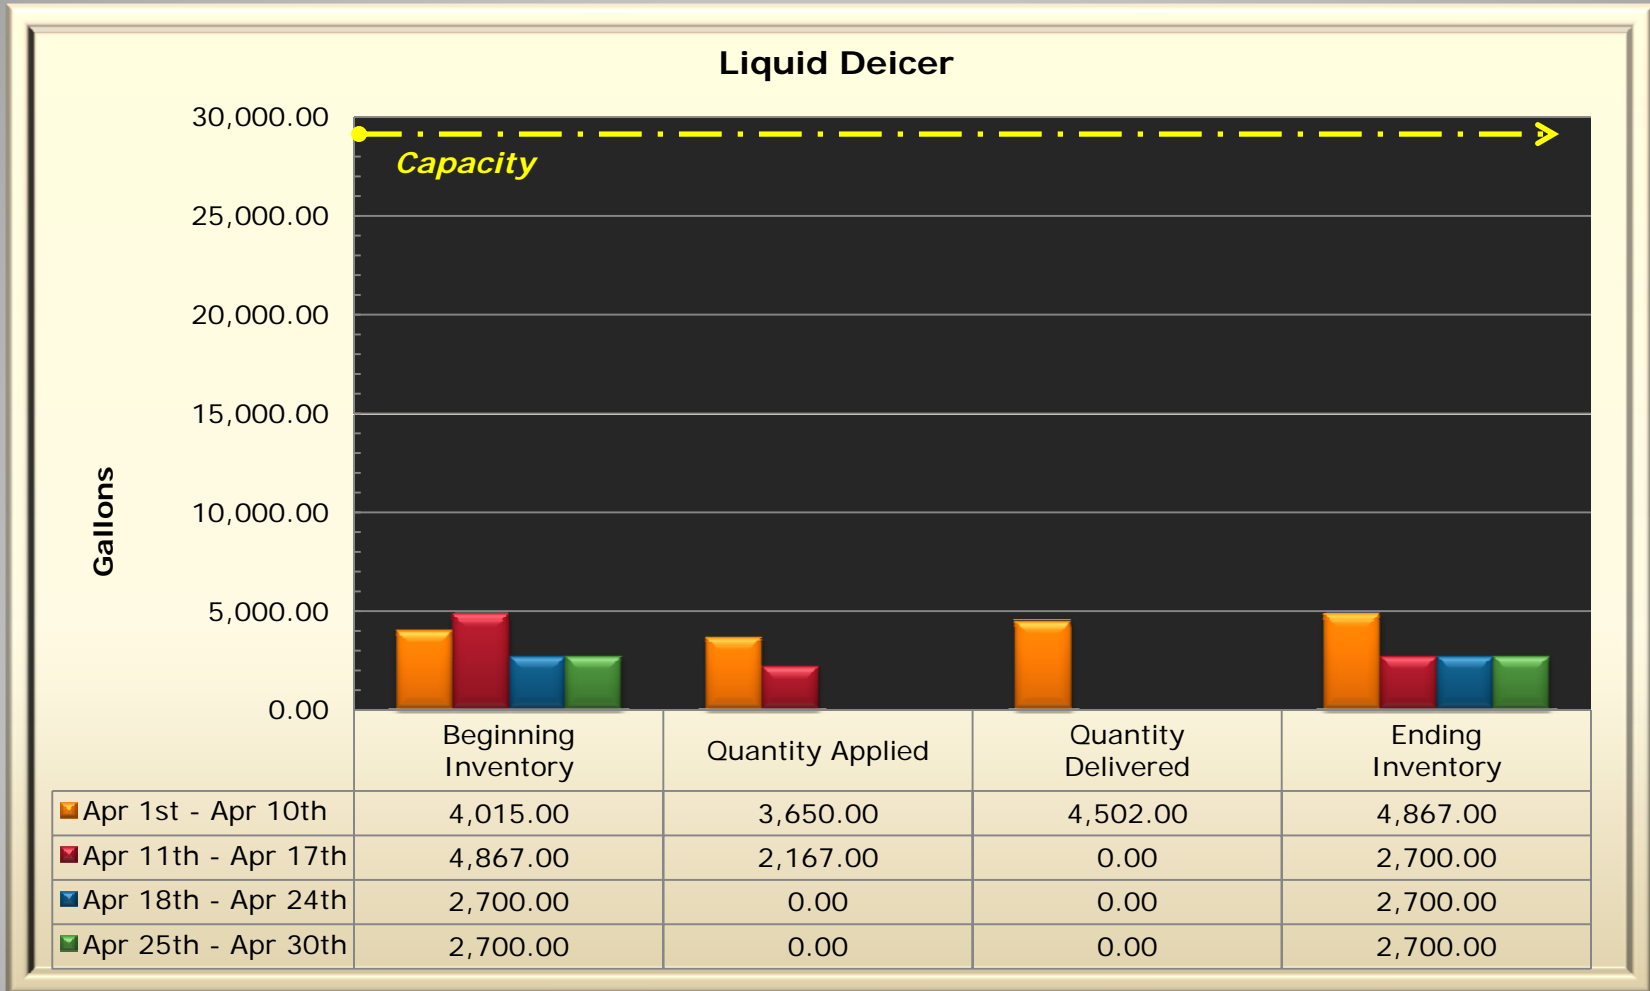 Liquid Deicer
30,000.00
Capacity
25,000.00
20,000.00
15,000.00
10,000.00
5,000.00
0.00
Gallons
Beginning
Inventory
Quantity Applied
Quantity
Delivered
Ending
Inventory
Apr 1st - Apr 10th 4,015.00 3,650.00 4,502.00 4,867.00
Apr 11th - Apr 17th 4,867.00 2,167.00 0.00 2,700.00
Apr 18th - Apr 24th 2,700.00 0.00 0.00 2,700.00
Apr 25th - Apr 30th 2,700.00 0.00 0.00 2,700.00